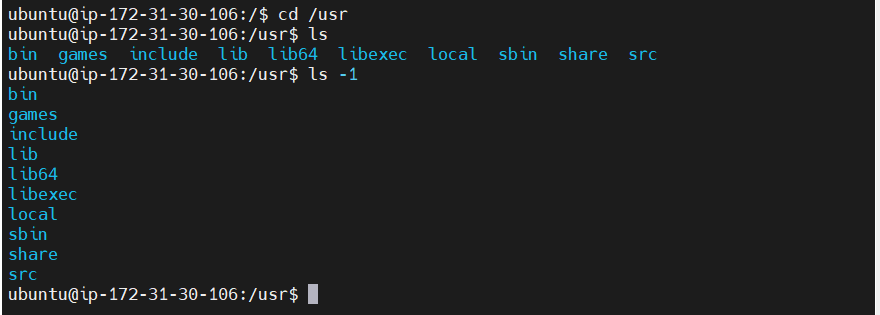 ubuntu@ip-172-31-30-106:/$ cd /usr
ubuntu@ip-172-31-30-106:/usr$ ls
bin  games  include  lib  lib64  libexec  local  sbin  share  src
ubuntu@ip-172-31-30-106:/usr$ ls -1
bin
games
include
lib
lib64
libexec
local
sbin
share
src
ubuntu@ip-172-31-30-106:/usr$